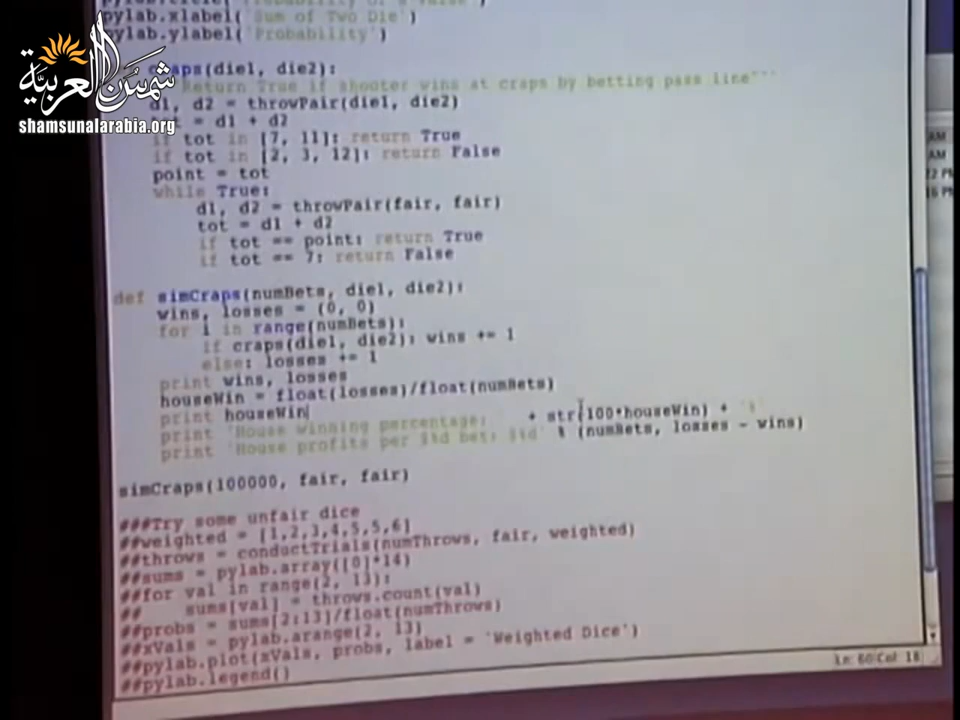 pylab.xlabel('Sum of Two Die')
pylab.ylabel('Probability')
شمس العربية
shamsunalarabia.org
craps(die1, die2):
Return True if shooter wins at craps by betting pass line"""
d1, d2 = throwPair(die1, die2)
= d1 + d2
if tot in [7, 11]: return True
if tot in [2, 3, 12]: return False
point = tot
while True:
d1, d2 = throwPair(fair, fair)
tot = d1 + d2
if tot == point: return True
if tot == 7: return False
def simCraps(numBets, die1, die2):
wins, losses = (0, 0)
for i in range(numBets):
if craps(die1, die2): wins += 1
else: losses += 1
print wins, losses
houseWin = float(losses)/float(numBets)
print houseWin
print 'House winning percentage: + str(100*houseWin) + '%
print 'House profits per $%d bet: $%d' % (numBets, losses - wins)
simCraps(100000, fair, fair)
###Try some unfair dice
##weighted = [1,2,3,4,5,5,6]
##throws = conductTrials(numThrows, fair, weighted)
##sums = pylab.array([0]*14)
##for val in range(2, 13):
## sums[val] = throws.count(val)
##probs = sums[2:13]/float(numThrows)
##xVals = pylab.arange(2, 13)
##pylab.plot(xVals, probs, label = 'Weighted Dice')
##pylab.legend()
Ln: 60 Col: 18
AM
AM